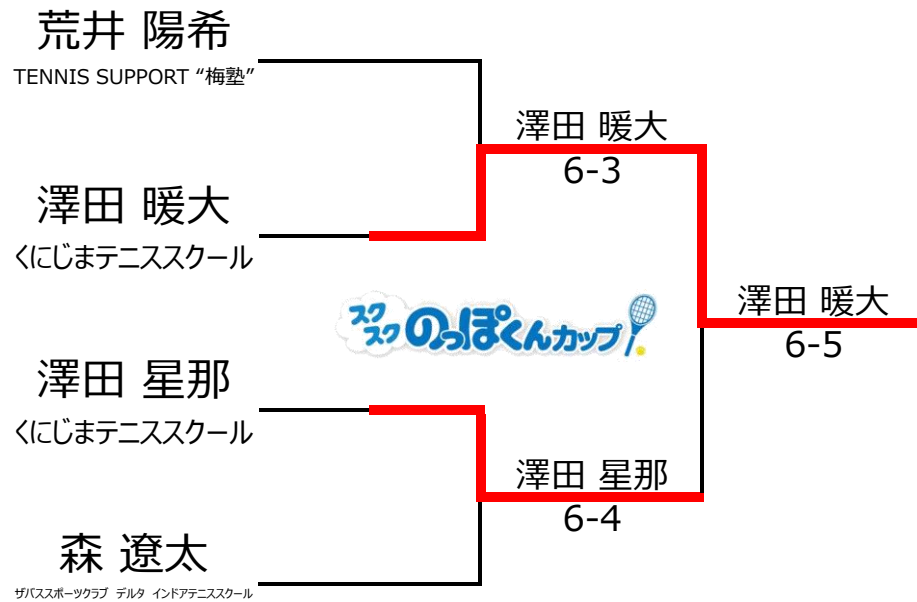 荒井 陽希
TENNIS SUPPORT “梅塾”
澤田 暖大
6-3
澤田 暖大
くにじまテニススクール
スクスク のっぽくんカップ
澤田 暖大
6-5
澤田 星那
くにじまテニススクール
澤田 星那
6-4
森 遼太
ザバススポーツクラブ デルタ インドアテニススクール